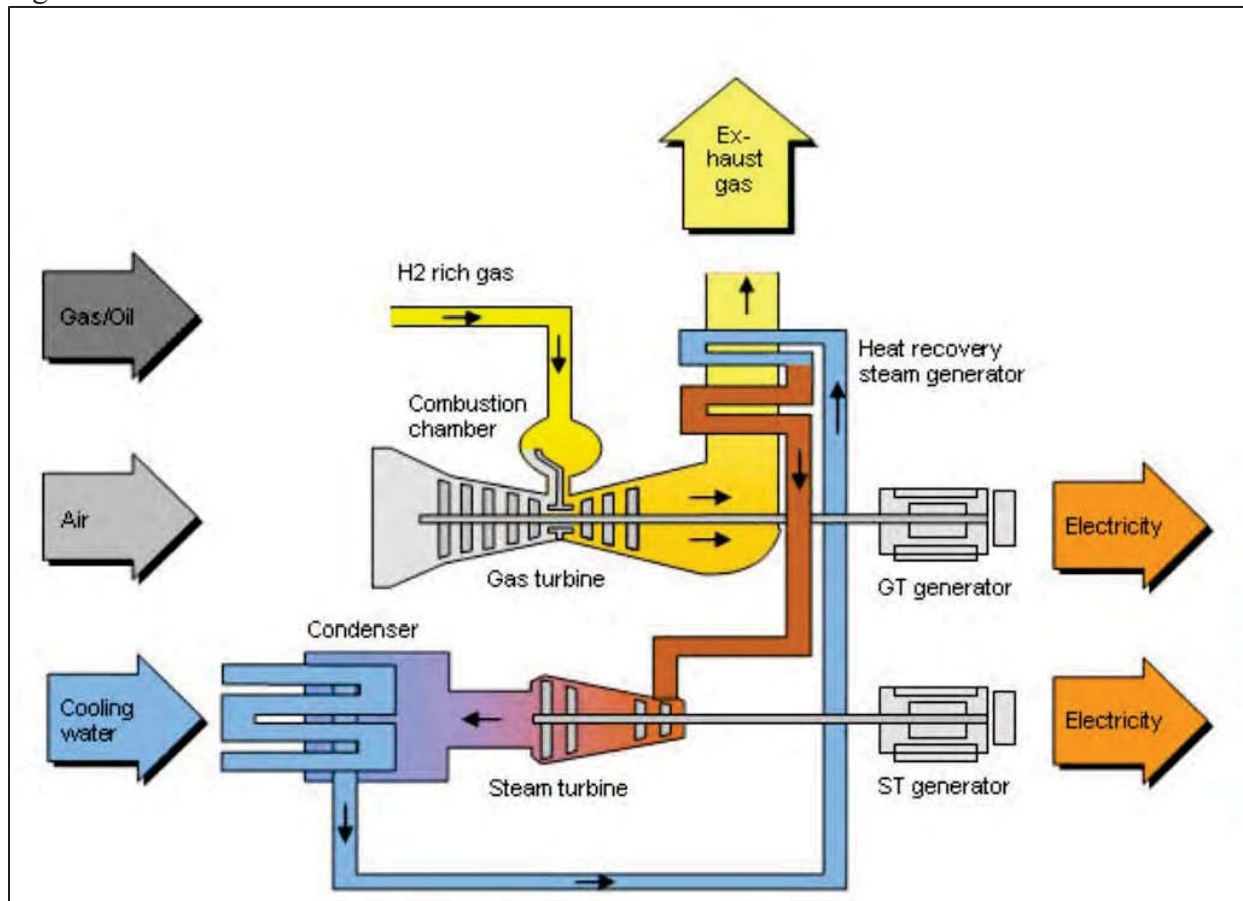 Ex-
haust
gas
H2 rich gas
Gas/Oil
Heat recovery
steam generator
Combustion
chamber
Air
Electricity
Gas turbine
GT generator
Condenser
Cooling
water
Electricity
Steam turbine
ST generator